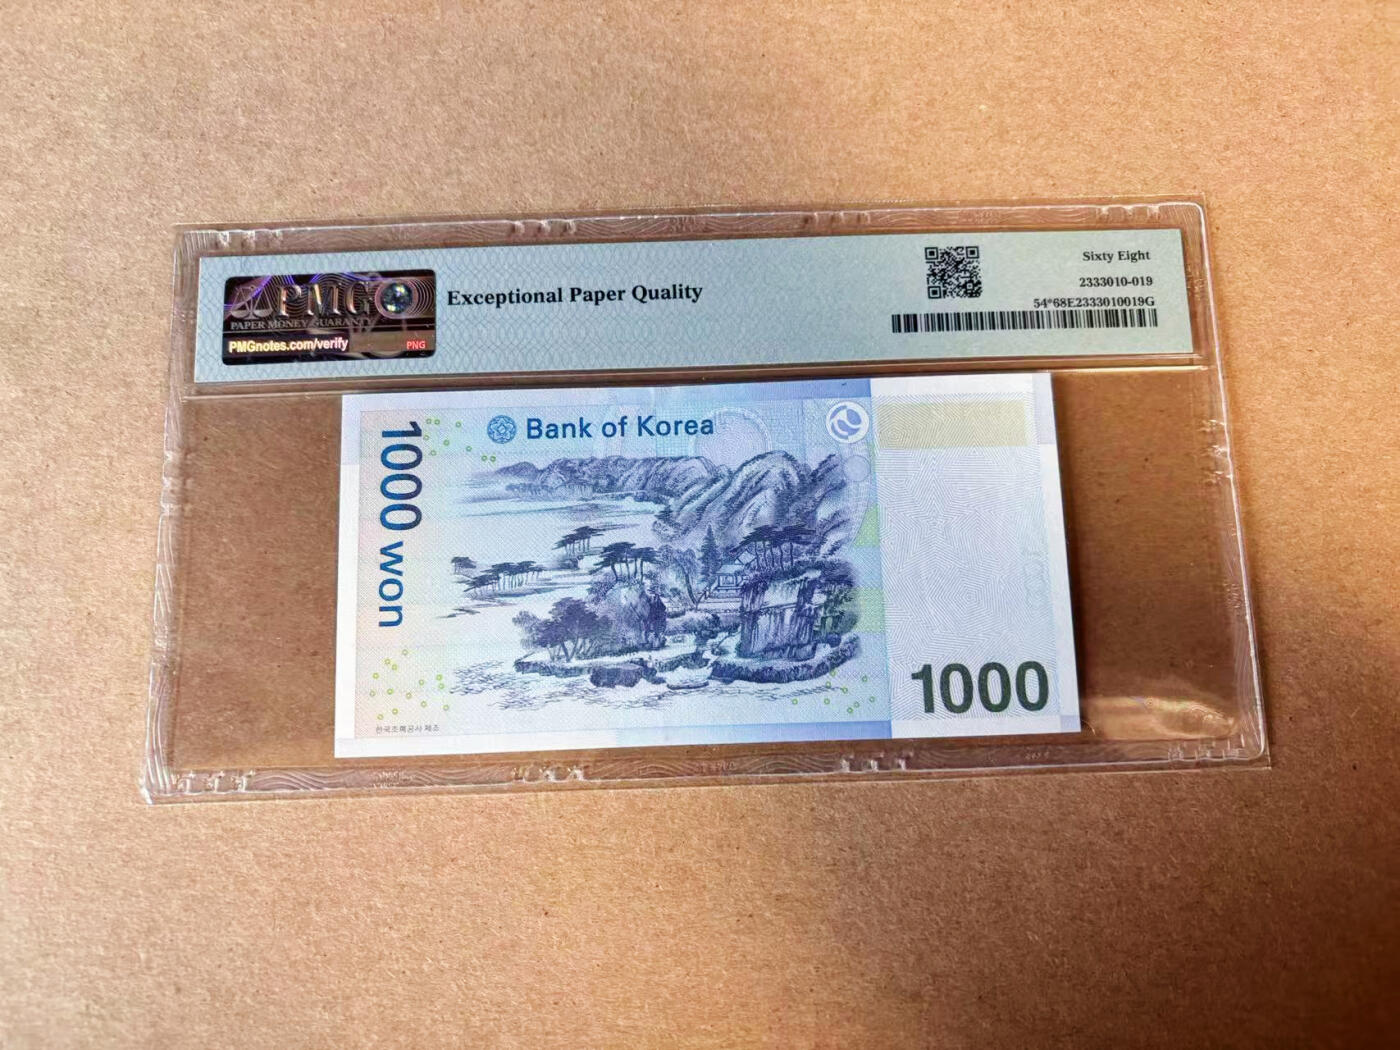 PMG
PAPER MONEY GUARANTY
PMGnotes.com/verify
PNG
Exceptional Paper Quality
Sixty Eight
2333010-019
54*68E2333010019G
Bank of Korea
1000 won
1000
한국조폐공사 제조